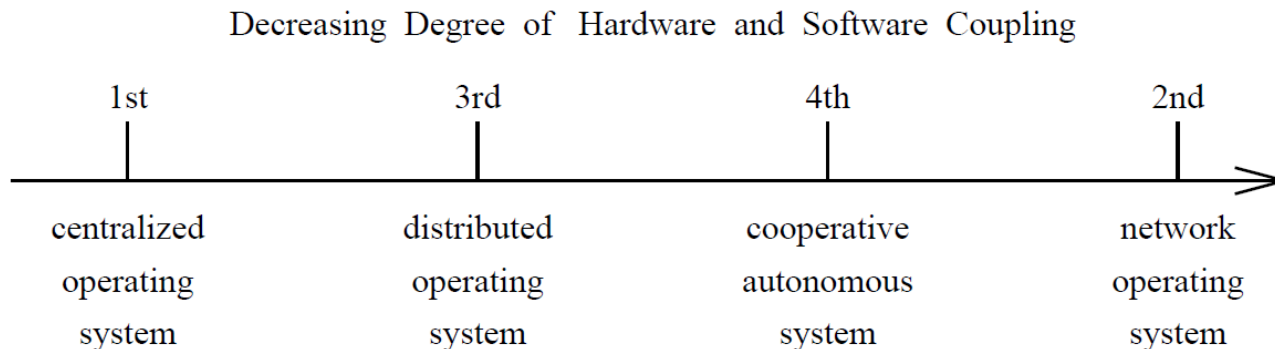 Decreasing Degree of Hardware and Software Coupling
1st 3rd 4th 2nd
centralized distributed cooperative network
operating operating autonomous operating
system system system system